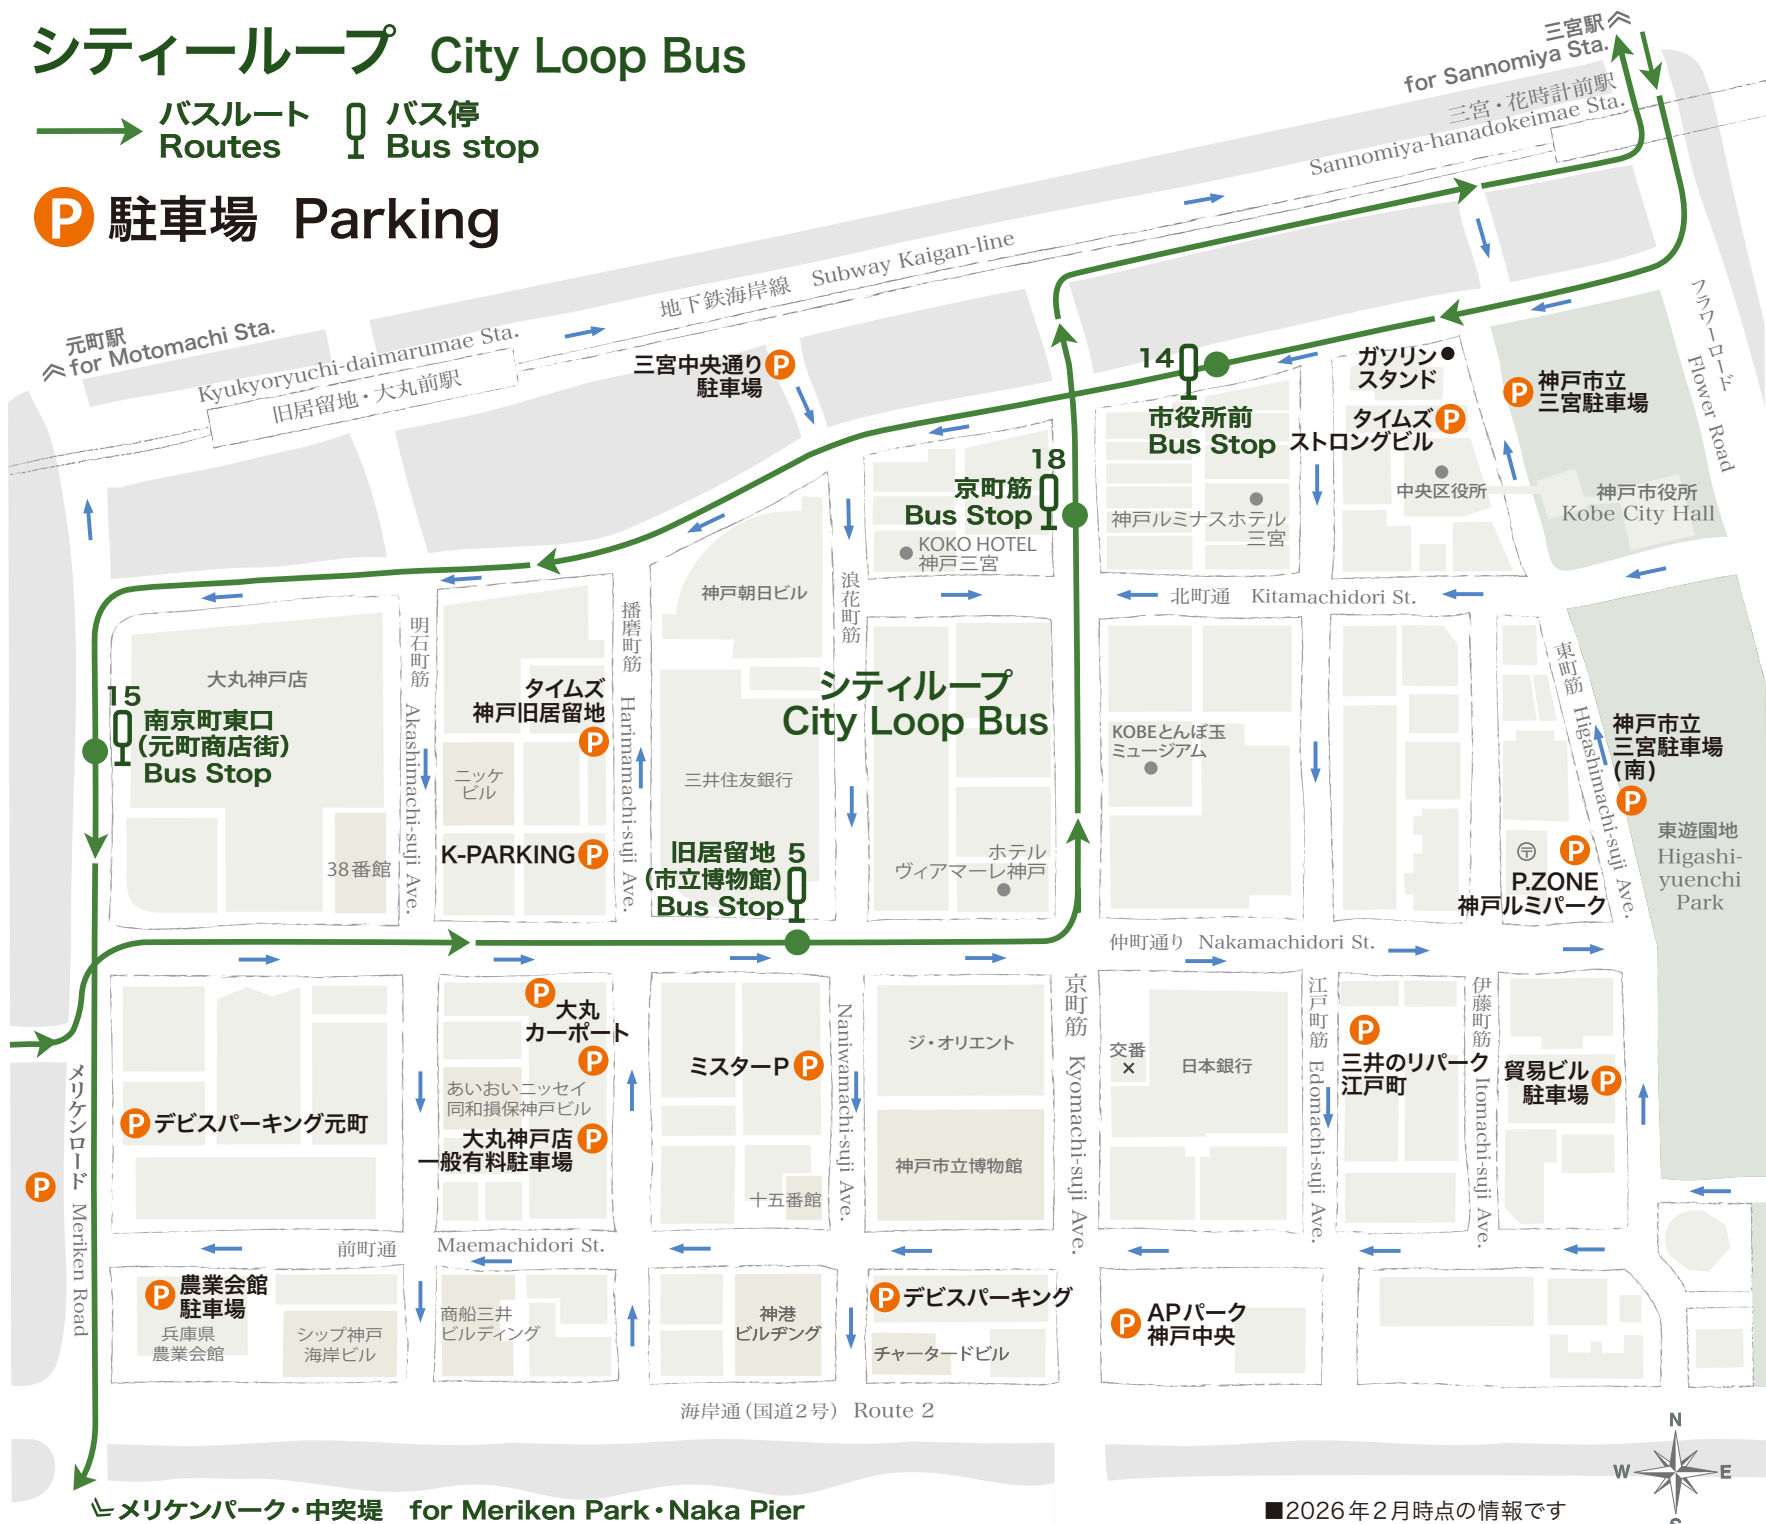 シティーループ City Loop Bus
バスルート
Routes
バス停
Bus stop
P 駐車場 Parking
三宮駅
for Sannomiya Sta.
三宮・花時計前駅
Sannomiya-hanadokeimae Sta.
地下鉄海岸線 Subway Kaigan-line
元町駅
for Motomachi Sta.
Kyukyoryuchi-daimarumae Sta.
旧居留地・大丸前駅
三宮中央通り
駐車場
P
14
市役所前
Bus Stop
ガソリン
スタンド
タイムズ
ストロングビル
P
P
神戸市立
三宮駐車場
フラワーロード
Flower Road
中央区役所
神戸市役所
Kobe City Hall
18
京町筋
Bus Stop
KOKO HOTEL
神戸三宮
神戸ルミナスホテル
三宮
神戸朝日ビル
浪花町筋
北町通 Kitamachidori St.
播磨町筋
Harimamachi-suji Ave.
明石町筋
Akashimachi-suji Ave.
大丸神戸店
15
南京町東口
(元町商店街)
Bus Stop
タイムズ
神戸旧居留地
P
ニッケ
ビル
三井住友銀行
シティループ
City Loop Bus
KOBEとんぼ玉
ミュージアム
東町筋
Higashimachi-suji Ave.
神戸市立
三宮駐車場
(南)
P
東遊園地
Higashi-
yuenchi
Park
38番館
K-PARKING P
旧居留地 5
(市立博物館)
Bus Stop
ホテル
ヴィアマーレ神戸
〒
P
P.ZONE
神戸ルミパーク
仲町通り Nakamachidori St.
P
大丸
カーポート
P
あいおいニッセイ
同和損保神戸ビル
大丸神戸店
一般有料駐車場
P
ミスターP P
Naniwamachi-suji Ave.
ジ・オリエント
京町筋
Kyomachi-suji Ave.
交番
日本銀行
江戸町筋
Edomachi-suji Ave.
P
三井のリパーク
江戸町
伊藤町筋
Itomachi-suji Ave.
貿易ビル
駐車場
P
メリケンロード
Meriken Road
P デビスパーキング元町
P
神戸市立博物館
十五番館
前町通 Maemachidori St.
P 農業会館
駐車場
兵庫県
農業会館
シップ神戸
海岸ビル
商船三井
ビルディング
神港
ビルヂング
P デビスパーキング
チャータードビル
P APパーク
神戸中央
海岸通(国道2号) Route 2
N
W
E
S
メリケンパーク・中突堤 for Meriken Park・Naka Pier
■2026年2月時点の情報です